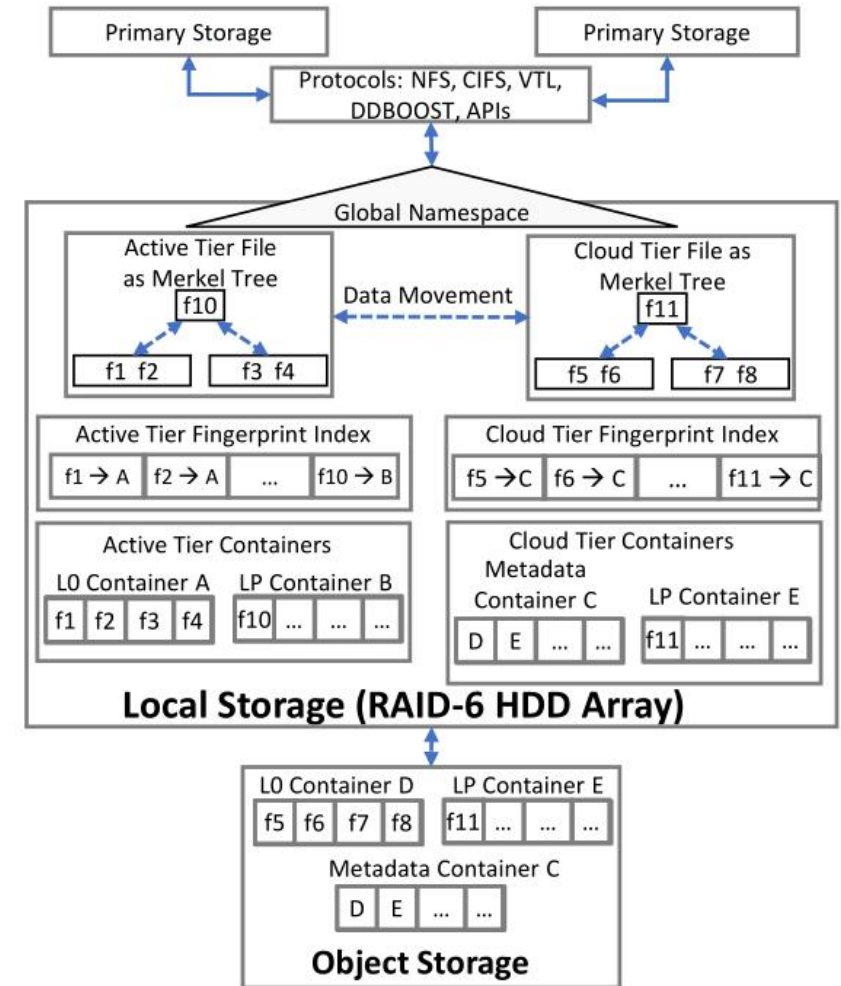 Primary Storage
Primary Storage
Protocols: NFS, CIFS, VTL,
DDBOOST, APIs
Global Namespace
Active Tier File
as Merkel Tree
f10
f1 f2
f3 f4
Data Movement
Cloud Tier File as
Merkel Tree
f11
f5 f6
f7 f8
Active Tier Fingerprint Index
f1 → A f2 → A ... f10 → B
Cloud Tier Fingerprint Index
f5 →C f6 → C ... f11 → C
Active Tier Containers
L0 Container A
f1 f2 f3 f4
LP Container B
f10 ... ... ...
Cloud Tier Containers
Metadata
Container C
D E ... ...
LP Container E
f11 ... ... ...
Local Storage (RAID-6 HDD Array)
L0 Container D
f5 f6 f7 f8
LP Container E
f11 ... ... ...
Metadata Container C
D E ... ...
Object Storage